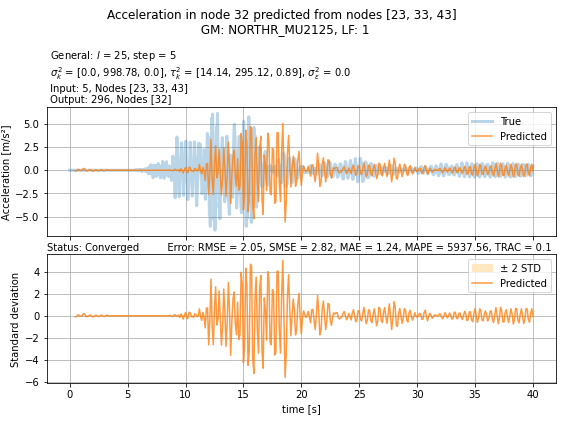 Acceleration in node 32 predicted from nodes [23, 33, 43]
GM: NORTHR_MU2125, LF: 1
General: l = 25, step = 5
σ²ₖ = [0.0, 998.78, 0.0], τ²ₖ = [14.14, 295.12, 0.89], σ²ₑ = 0.0
Input: 5, Nodes [23, 33, 43]
Output: 296, Nodes [32]
Acceleration [m/s²]
5.0
2.5
0.0
−2.5
−5.0
True
Predicted
Status: Converged Error: RMSE = 2.05, SMSE = 2.82, MAE = 1.24, MAPE = 5937.56, TRAC = 0.1
Standard deviation
4
2
0
−2
−4
−6
± 2 STD
Predicted
0 5 10 15 20 25 30 35 40
time [s]